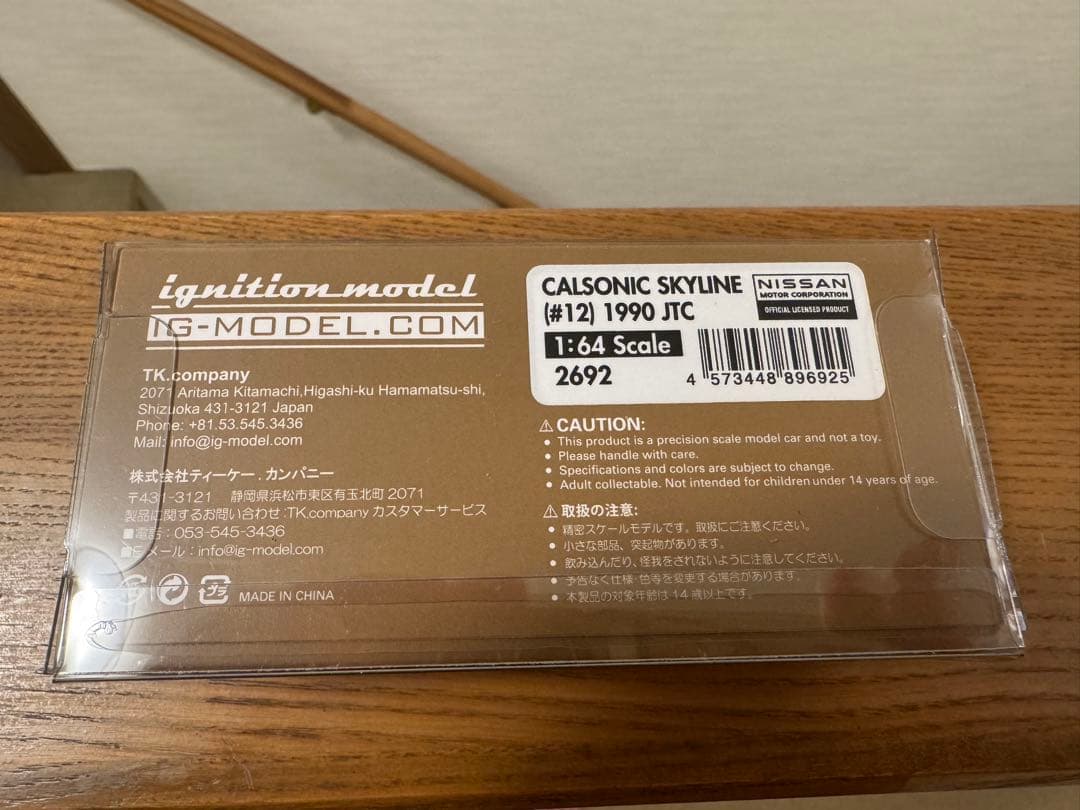 ignition model
IG-MODEL.COM
TK.company
2071 Aritama Kitamachi,Higashi-ku Hamamatsu-shi,
Shizuoka 431-3121 Japan
Phone: +81.53.545.3436
Mail: info@ig-model.com
株式会社ティーケー.カンパニー
〒431-3121 静岡県浜松市東区有玉北町2071
製品に関するお問い合わせ:TK.company カスタマーサービス
■電話:053-545-3436
■Eメール:info@ig-model.com
プラ MADE IN CHINA
CALSONIC SKYLINE
(#12) 1990 JTC
NISSAN
MOTOR CORPORATION
OFFICIAL LICENSED PRODUCT
1:64 Scale
2692
4 573448 896925
⚠CAUTION:
● This product is a precision scale model car and not a toy.
● Please handle with care.
● Specifications and colors are subject to change.
● Adult collectable. Not intended for children under 14 years of age.
⚠取扱の注意:
● 精密スケールモデルです。取扱にご注意ください。
● 小さな部品、突起物があります。
● 飲み込んだり、怪我をされないように注意してください。
● 予告なく仕様・色等を変更する場合があります。
● 本製品の対象年齢は14歳以上です。